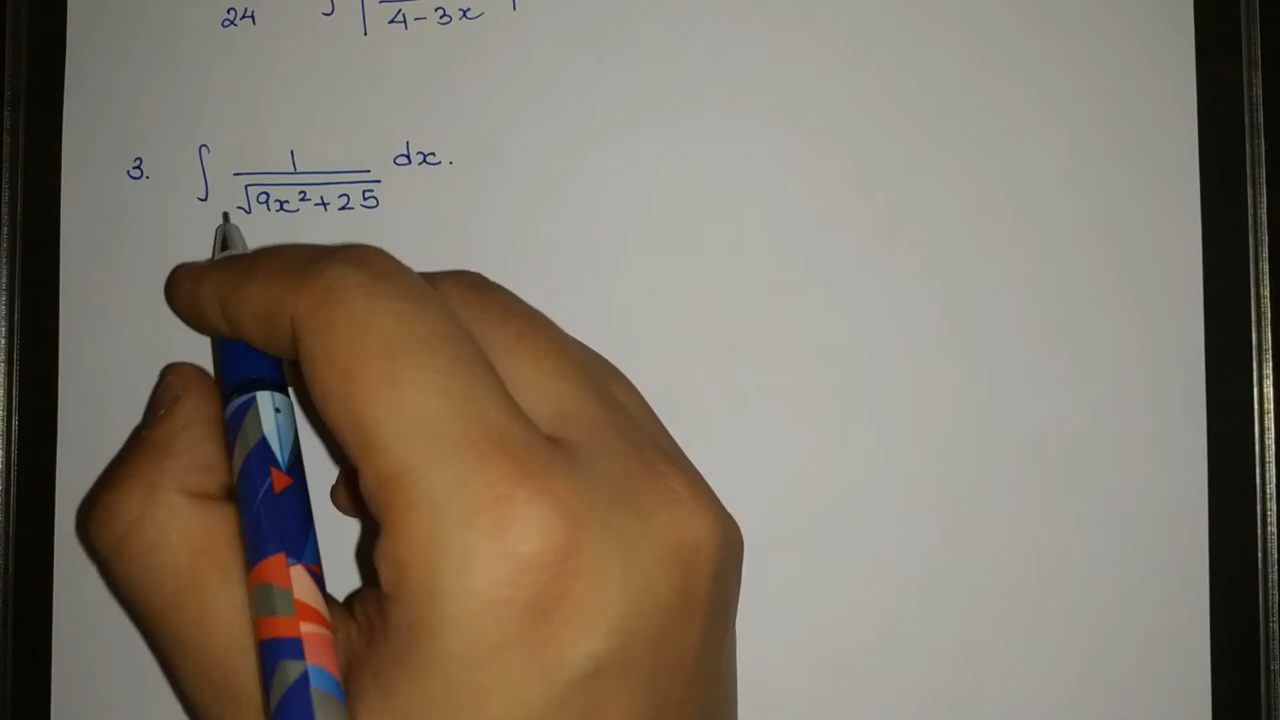 24 ∫ | 4-3x |
3. ∫ 1/√9x²+25 dx.